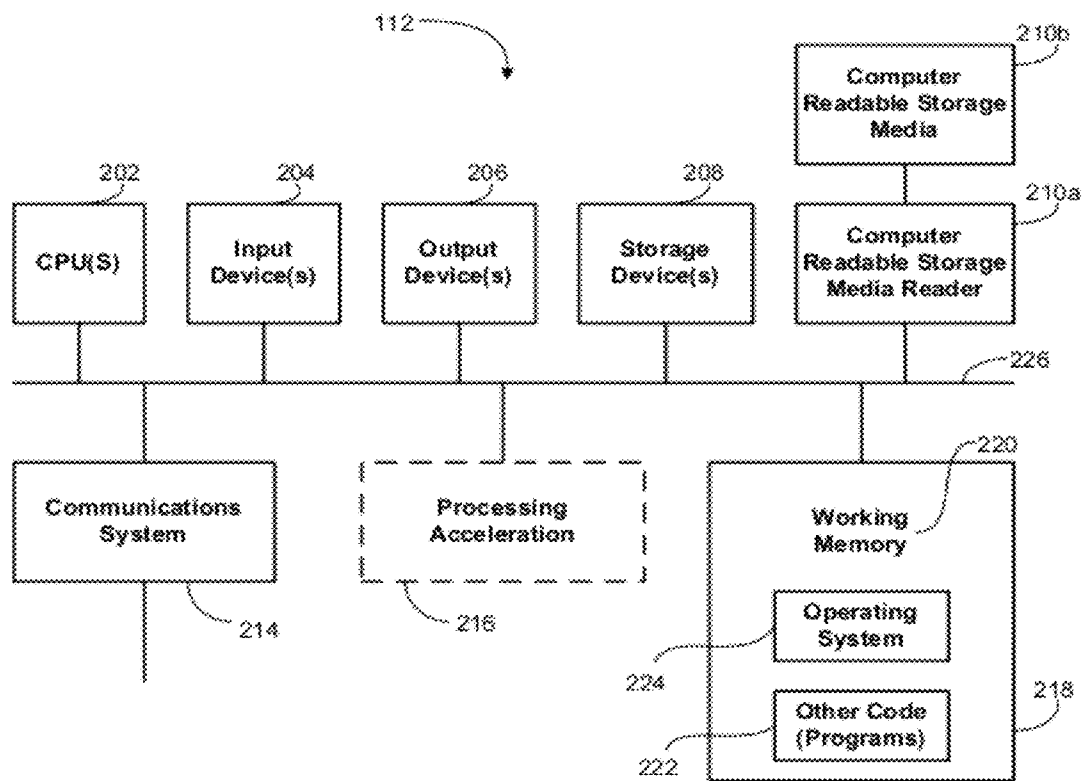 112
210b
Computer
Readable Storage
Media
202
204
206
208
210a
CPU(S)
Input
Device(s)
Output
Device(s)
Storage
Device(s)
Computer
Readable Storage
Media Reader
226
220
Communications
System
Processing
Acceleration
Working
Memory
214
216
Operating
System
224
218
Other Code
(Programs)
222